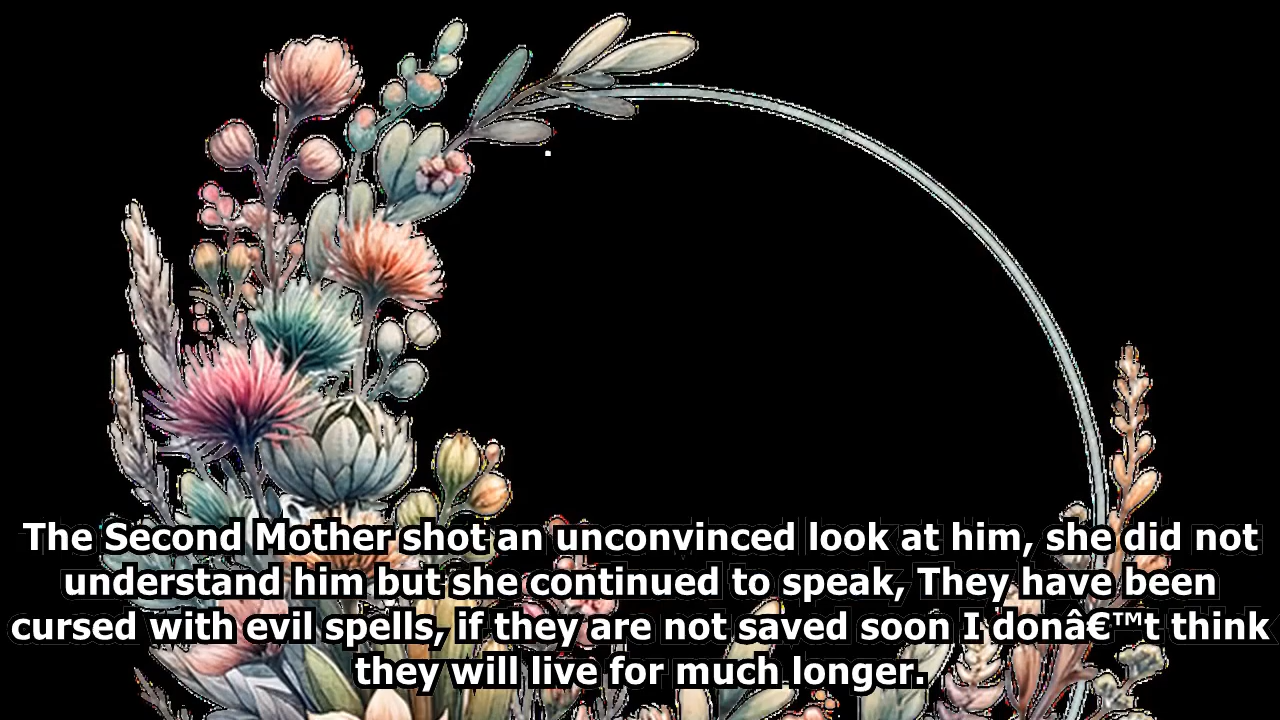 The Second Mother shot an unconvinced look at him, she did not
understand him but she continued to speak, They have been
cursed with evil spells, if they are not saved soon I donâ€™t think
they will live for much longer.